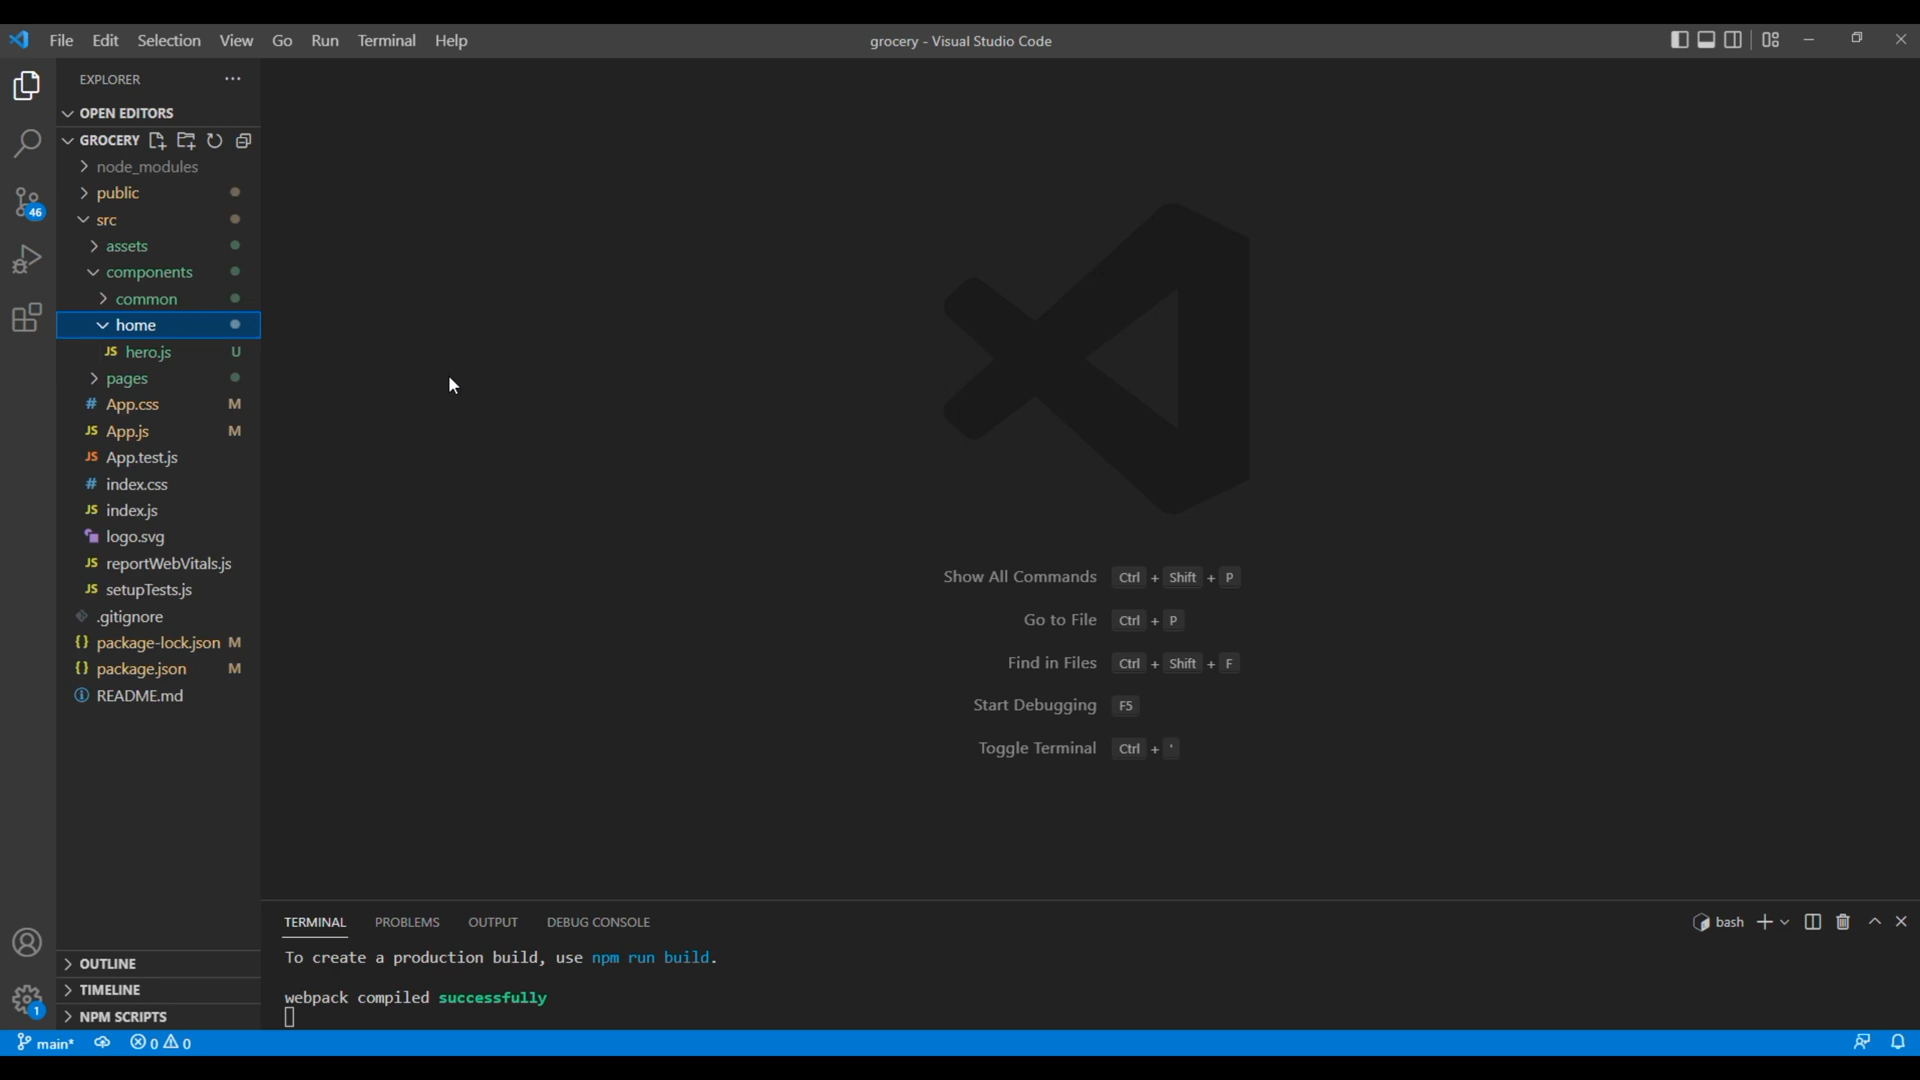 File Edit Selection View Go Run Terminal Help
grocery - Visual Studio Code
EXPLORER
OPEN EDITORS
GROCERY
node_modules
public
src
46
assets
components
common
home
JS hero.js U
pages
# App.css M
JS App.js M
JS App.test.js
# index.css
JS index.js
logo.svg
JS reportWebVitals.js
JS setupTests.js
.gitignore
{} package-lock.json M
{} package.json M
README.md
Show All Commands Ctrl + Shift + P
Go to File Ctrl + P
Find in Files Ctrl + Shift + F
Start Debugging F5
Toggle Terminal Ctrl + '
TERMINAL PROBLEMS OUTPUT DEBUG CONSOLE
bash
To create a production build, use npm run build.
webpack compiled successfully
OUTLINE
TIMELINE
1
NPM SCRIPTS
main* 0 0